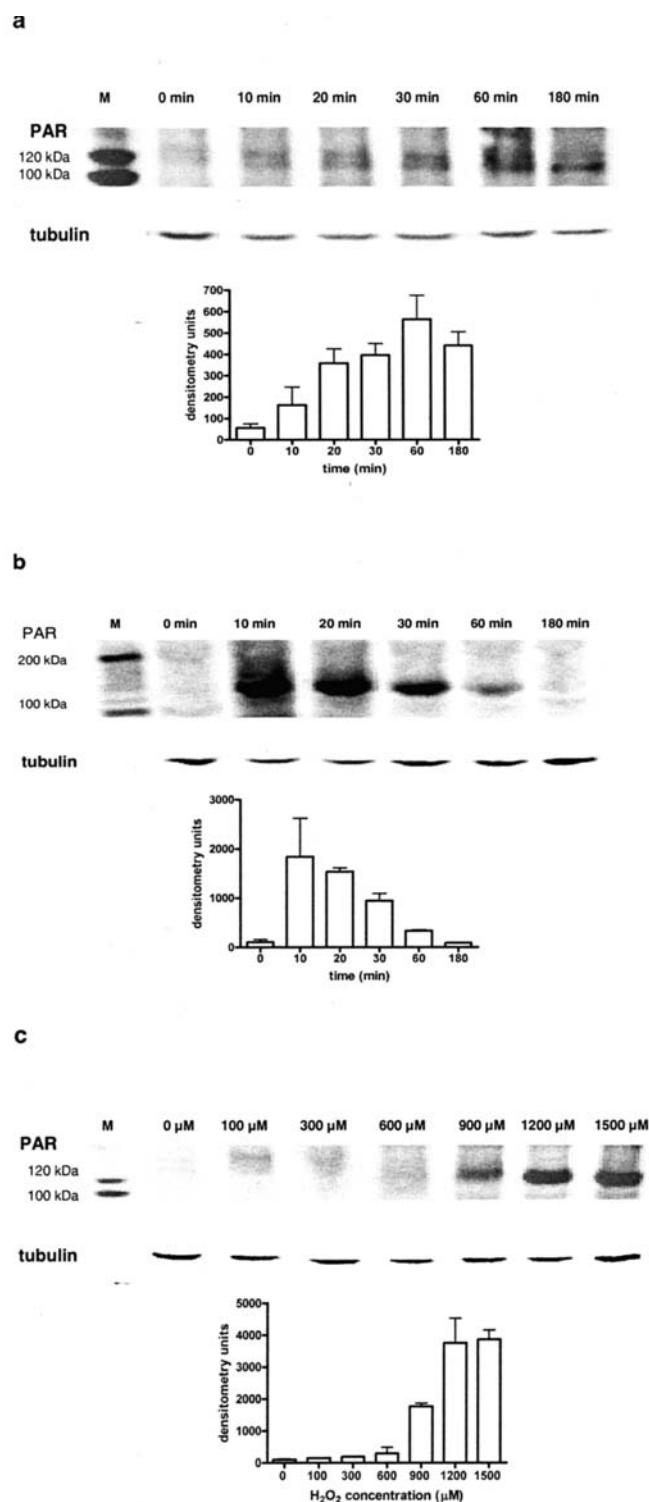 a
M 0 min 10 min 20 min 30 min 60 min 180 min
PAR
120 kDa
100 kDa
tubulin
700
600
500
400
300
200
100
0
densitometry units
0 10 20 30 60 180
time (min)
b
M 0 min 10 min 20 min 30 min 60 min 180 min
PAR
200 kDa
100 kDa
tubulin
3000
2000
1000
0
densitometry units
0 10 20 30 60 180
time (min)
c
M 0 µM 100 µM 300 µM 600 µM 900 µM 1200 µM 1500 µM
PAR
120 kDa
100 kDa
tubulin
5000
4000
3000
2000
1000
0
densitometry units
0 100 300 600 900 1200 1500
H₂O₂ concentration (µM)